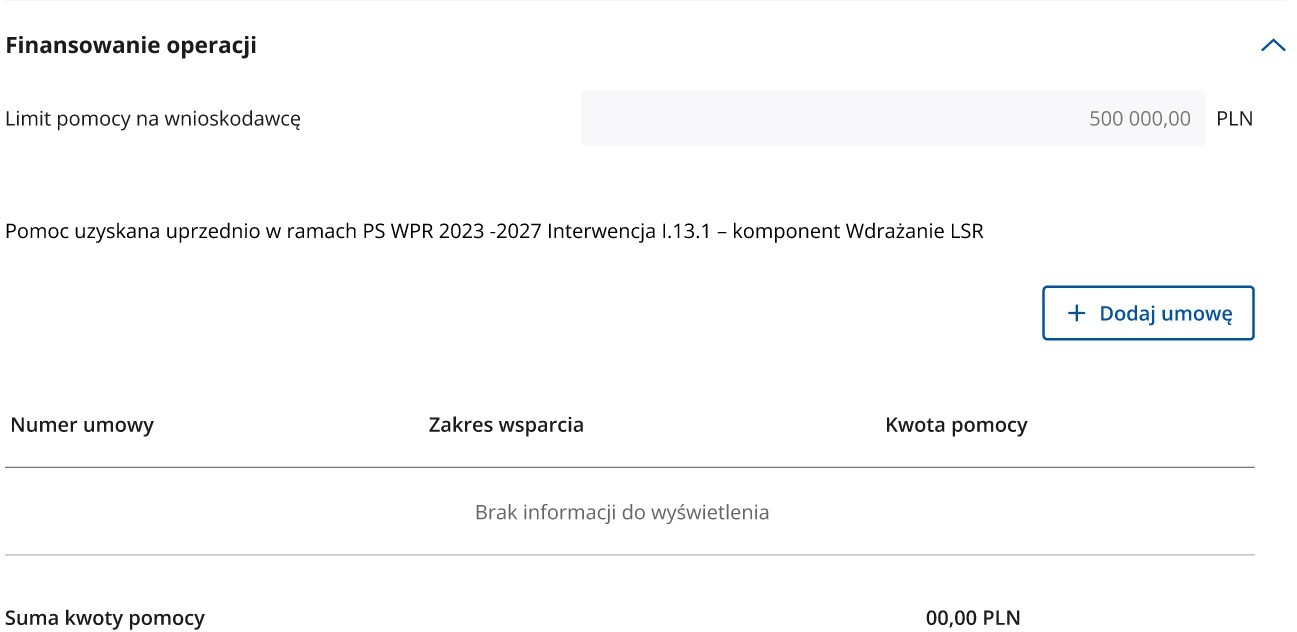 Finansowanie operacji
Limit pomocy na wnioskodawcę 500 000,00 PLN
Pomoc uzyskana uprzednio w ramach PS WPR 2023 -2027 Interwencja I.13.1 – komponent Wdrażanie LSR
+ Dodaj umowę
Numer umowy Zakres wsparcia Kwota pomocy
Brak informacji do wyświetlenia
Suma kwoty pomocy 00,00 PLN